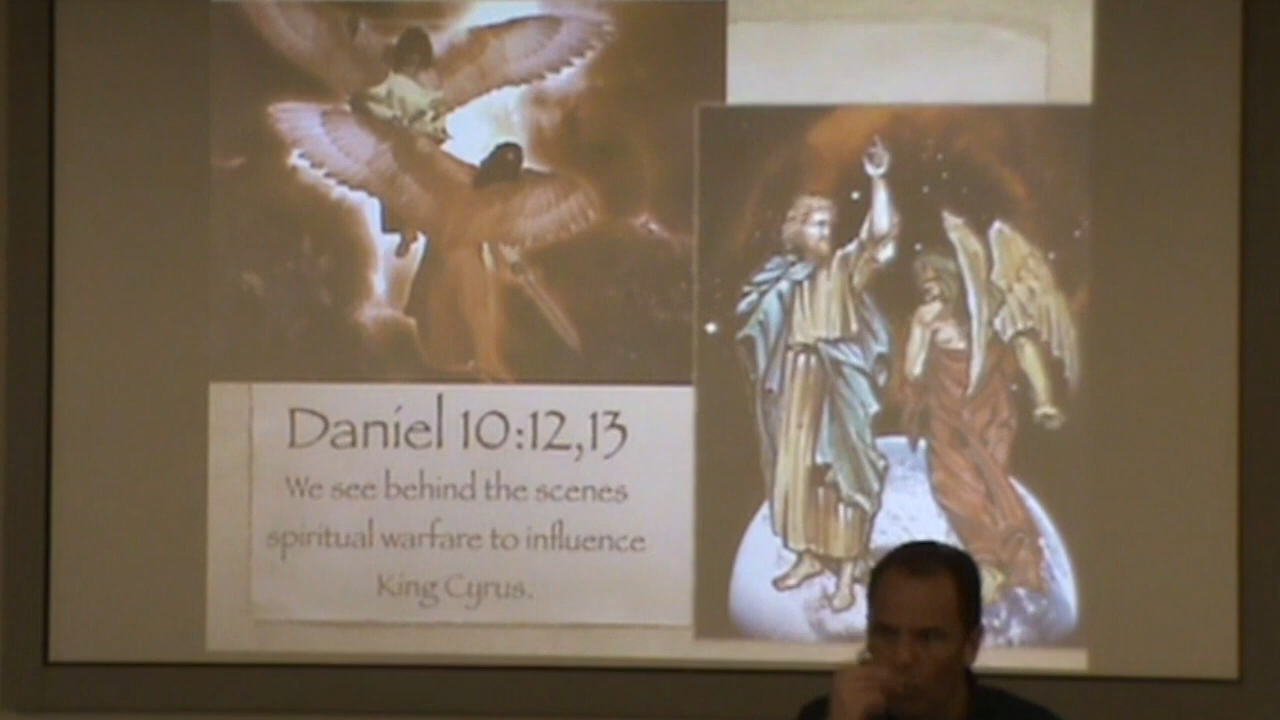 Daniel 10:12,13
We see behind the scenes
spiritual warfare to influence
King Cyrus.